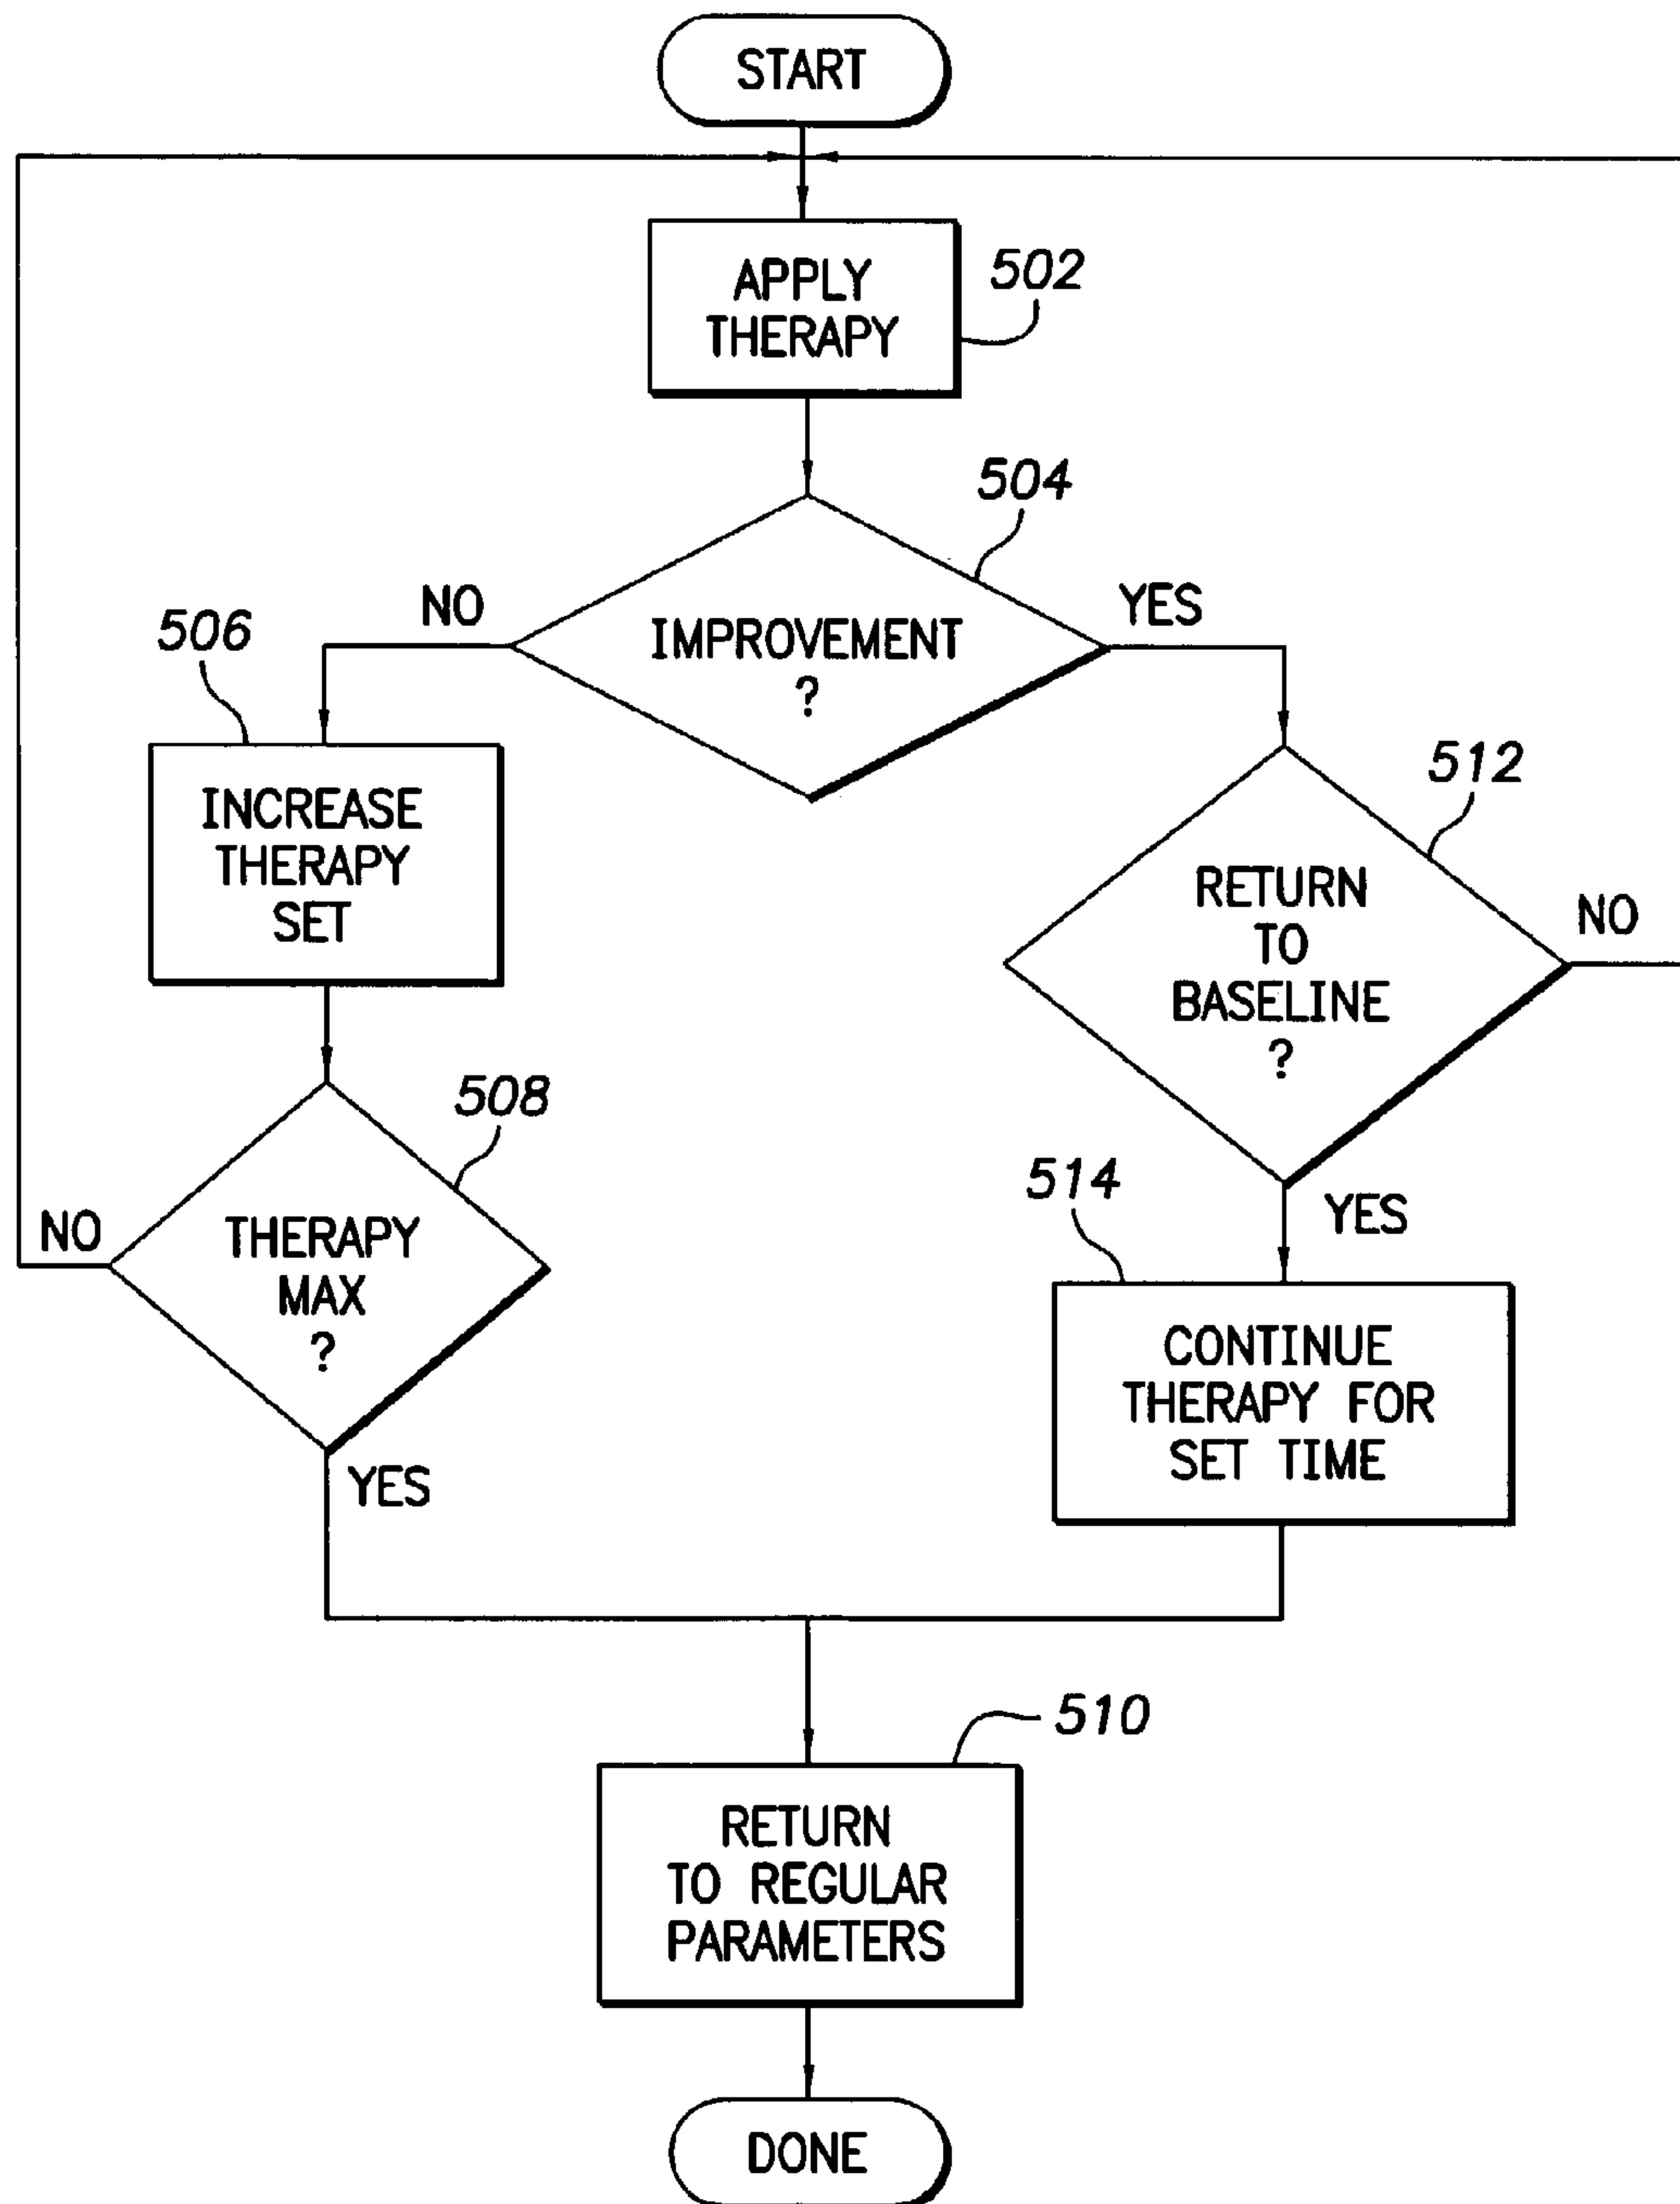 START
APPLY
THERAPY
502
504
NO
IMPROVEMENT
?
YES
506
INCREASE
THERAPY
SET
512
RETURN
TO
BASELINE
?
NO
508
NO
THERAPY
MAX
?
YES
YES
514
CONTINUE
THERAPY FOR
SET TIME
510
RETURN
TO REGULAR
PARAMETERS
DONE